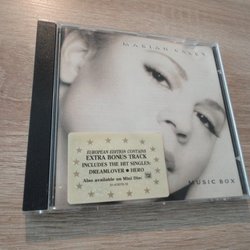 MARIAH CAREY
EUROPEAN EDITION CONTAINS
EXTRA BONUS TRACK
INCLUDES THE HIT SINGLES:
DREAMLOVER • HERO
Also available on Mini Disc
MUSIC BOX